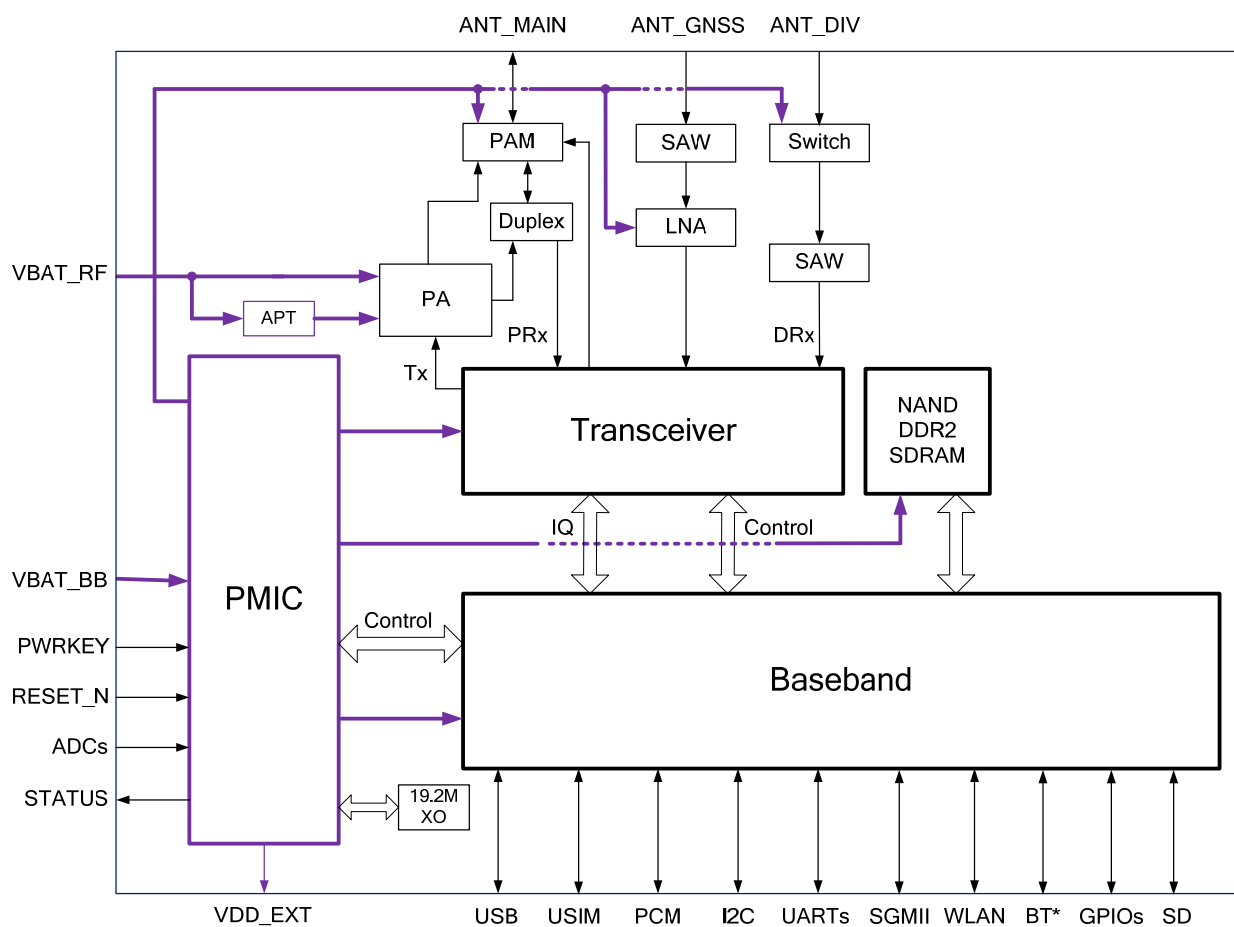 ANT_MAIN ANT_GNSS ANT_DIV
PAM
SAW
Switch
Duplex
LNA
SAW
VBAT_RF
PA
APT
PRx
DRx
Tx
Transceiver
NAND
DDR2
SDRAM
IQ
Control
VBAT_BB
PMIC
Control
PWRKEY
Baseband
RESET_N
ADCs
STATUS
19.2M
XO
VDD_EXT
USB USIM PCM I2C UARTs SGMII WLAN BT* GPIOs SD